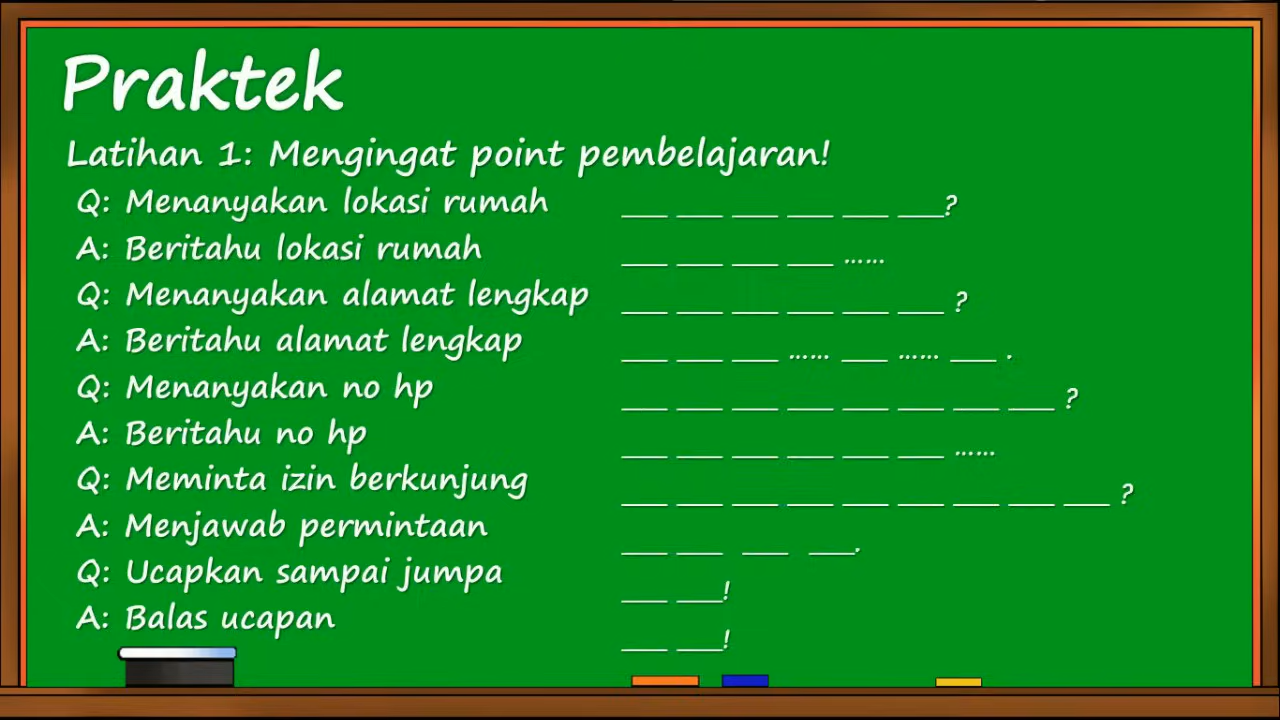 Praktek
Latihan 1: Mengingat point pembelajaran!
Q: Menanyakan lokasi rumah ___ ___ ___ ___ ___ ___?
A: Beritahu lokasi rumah ___ ___ ___ ___ ......
Q: Menanyakan alamat lengkap ___ ___ ___ ___ ___ ___ ?
A: Beritahu alamat lengkap ___ ___ ___ ...... ___ ...... ___ .
Q: Menanyakan no hp ___ ___ ___ ___ ___ ___ ___ ___ ?
A: Beritahu no hp ___ ___ ___ ___ ___ ___ ......
Q: Meminta izin berkunjung ___ ___ ___ ___ ___ ___ ___ ___ ___ ?
A: Menjawab permintaan ___ ___ ___ ___.
Q: Ucapkan sampai jumpa ___ ___!
A: Balas ucapan ___ ___!